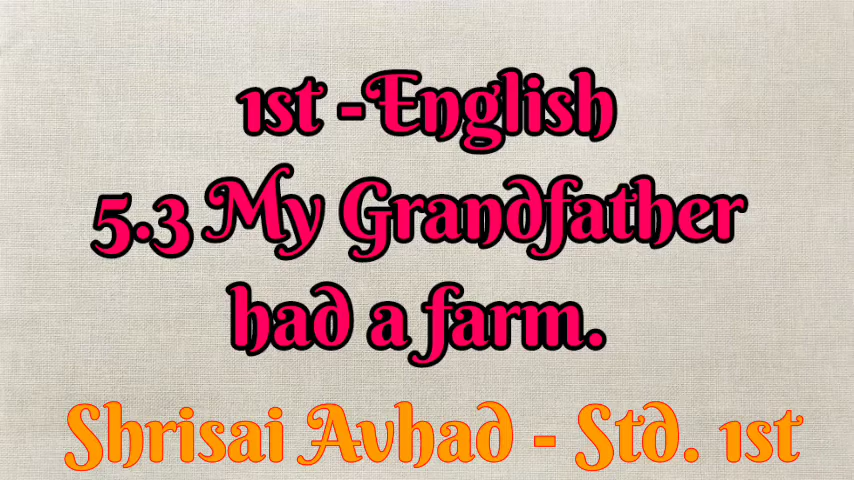 1st -English
5.3 My Grandfather
had a farm.
Shrisai Avhad - Std. 1st